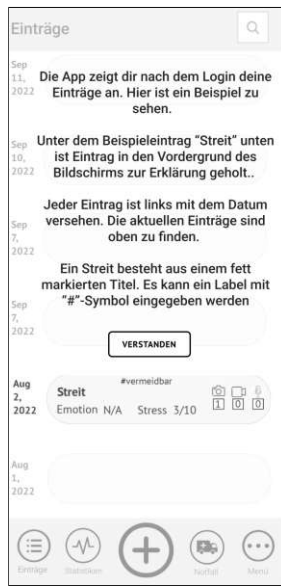 Einträge
Sep
11,
2022
Die App zeigt dir nach dem Login deine
Einträge an. Hier ist ein Beispiel zu
sehen.
Sep
10,
2022
Unter dem Beispieleintrag “Streit” unten
ist Eintrag in den Vordergrund des
Bildschirms zur Erklärung geholt..
Sep
7,
2022
Jeder Eintrag ist links mit dem Datum
versehen. Die aktuellen Einträge sind
oben zu finden.
Sep
7,
2022
Ein Streit besteht aus einem fett
markierten Titel. Es kann ein Label mit
“#”-Symbol eingegeben werden
VERSTANDEN
Aug
2,
2022
#vermeidbar
Streit
Emotion N/A Stress 3/10
1 0 0
Aug
1,
2022
Einträge Statistiken Notfall Menü